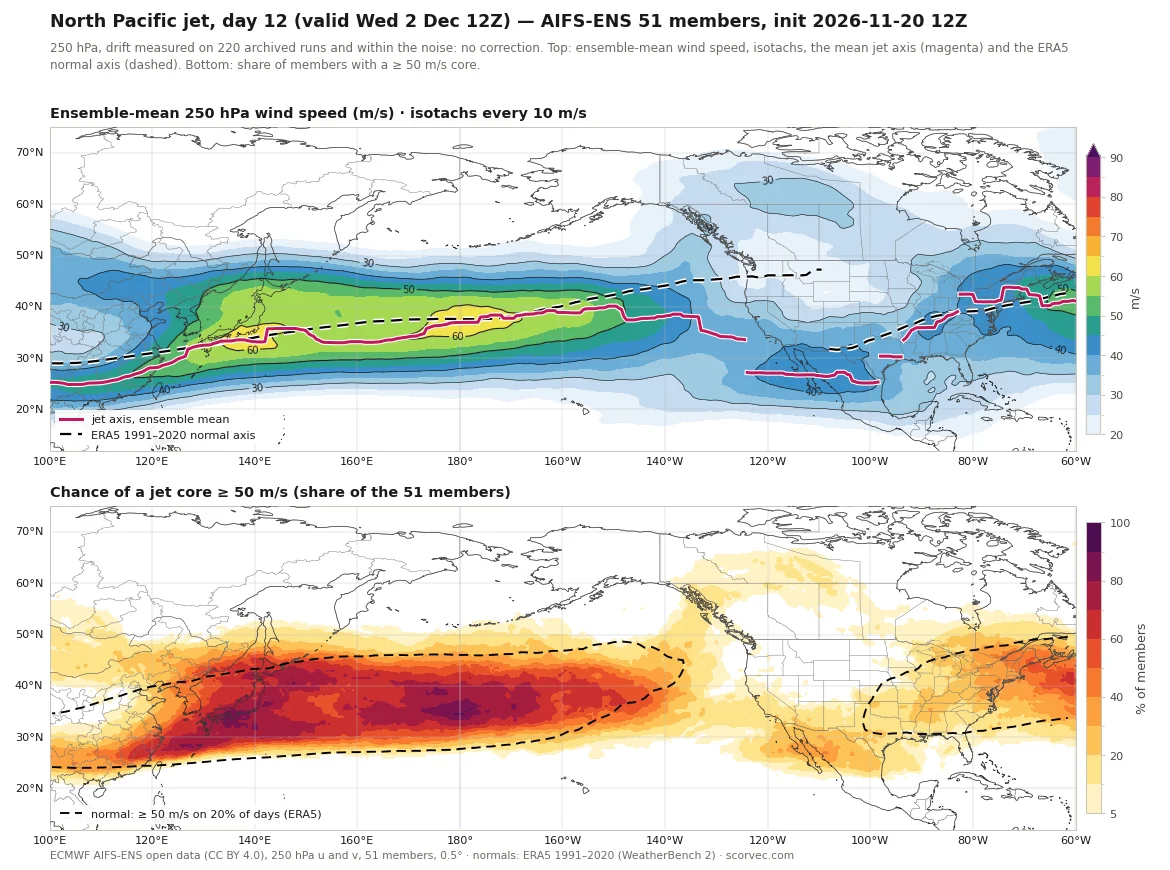 North Pacific jet, day 12 (valid Wed 2 Dec 12Z) — AIFS-ENS 51 members, init 2026-11-20 12Z
250 hPa, drift measured on 220 archived runs and within the noise: no correction. Top: ensemble-mean wind speed, isotachs, the mean jet axis (magenta) and the ERA5
normal axis (dashed). Bottom: share of members with a ≥ 50 m/s core.
Ensemble-mean 250 hPa wind speed (m/s) · isotachs every 10 m/s
70°N
60°N
50°N
40°N
30°N
20°N
30
30
50
50
30
60
60
40
40
30
90
80
70
60
50
40
30
20
m/s
jet axis, ensemble mean
ERA5 1991–2020 normal axis
100°E 120°E 140°E 160°E 180° 160°W 140°W 120°W 100°W 80°W 60°W
Chance of a jet core ≥ 50 m/s (share of the 51 members)
70°N
60°N
50°N
40°N
30°N
20°N
100
80
60
40
20
5
% of members
normal: ≥ 50 m/s on 20% of days (ERA5)
100°E 120°E 140°E 160°E 180° 160°W 140°W 120°W 100°W 80°W 60°W
ECMWF AIFS-ENS open data (CC BY 4.0), 250 hPa u and v, 51 members, 0.5° · normals: ERA5 1991–2020 (WeatherBench 2) · scorvec.com